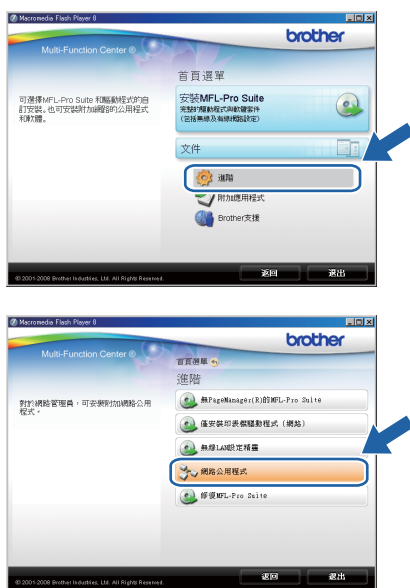 Macromedia Flash Player 8
brother
Multi-Function Center ®
首頁選單
可選擇MFL-Pro Suite 和驅動程式的自
訂安裝。也可安裝附加網路的公用程式
和軟體。
安裝MFL-Pro Suite
完整的驅動程式與軟體套件
(包括無線及有線網路設定)
文件
進階
附加應用程式
Brother支援
© 2001-2008 Brother Industries, Ltd. All Rights Reserved.
返回
退出
Macromedia Flash Player 8
brother
Multi-Function Center ®
首頁選單
進階
對於網路管理員，可安裝附加網路公用
程式。
無PageManager(R)的MFL-Pro Suite
僅安裝印表機驅動程式 (網路)
無線LAN設定精靈
網路公用程式
修復MFL-Pro Suite
© 2001-2008 Brother Industries, Ltd. All Rights Reserved.
返回
退出